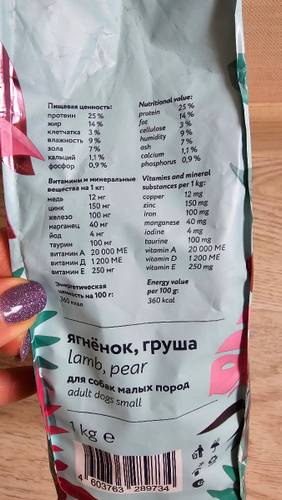 Пищевая ценность:
протеин 25 %
жир 14 %
клетчатка 3 %
влажность 9 %
зола 7 %
кальций 1,1 %
фосфор 0,9 %
Nutritional value:
protein 25 %
fat 14 %
cellulose 3 %
humidity 9 %
ash 7 %
calcium 1,1 %
phosphorus 0,9 %
Витамины и минеральные
вещества на 1 кг:
медь 12 мг
цинк 150 мг
железо 100 мг
марганец 40 мг
йод 4 мг
таурин 100 мг
витамин А 20 000 МЕ
витамин Д 1 200 МЕ
витамин Е 250 мг
Vitamins and mineral
substances per 1 kg:
copper 12 mg
zinc 150 mg
iron 100 mg
manganese 40 mg
iodine 4 mg
taurine 100 mg
vitamin A 20 000 ME
vitamin D 1 200 ME
vitamin E 250 mg
Энергетическая
ценность на 100 г:
360 ккал
Energy value
per 100 g:
360 kcal
ягнёнок, груша
lamb, pear
для собак малых пород
adult dogs small
1 kg e
4 603763 289734